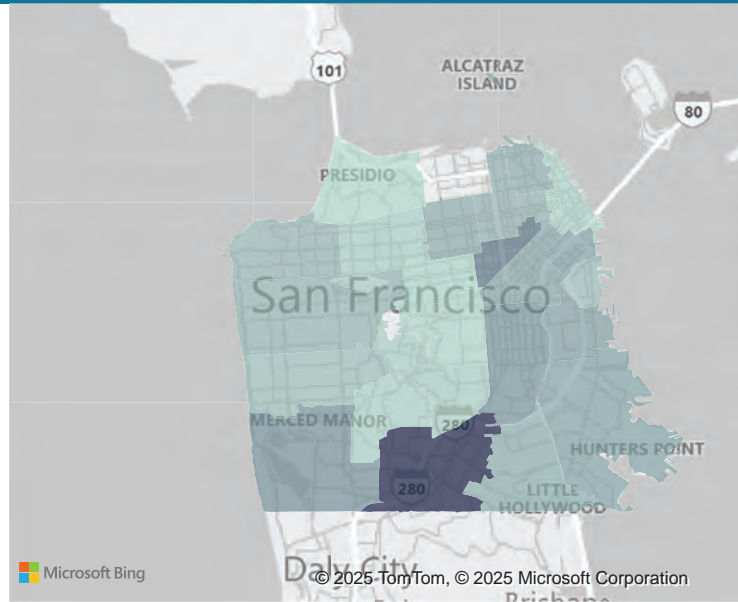 101
ALCATRAZ
ISLAND
80
PRESIDIO
San Francisco
MERCED MANOR
280
HUNTERS POINT
280
LITTLE
HOLLYWOOD
Microsoft Bing
Daly City
© 2025 TomTom, © 2025 Microsoft Corporation
Brisbane